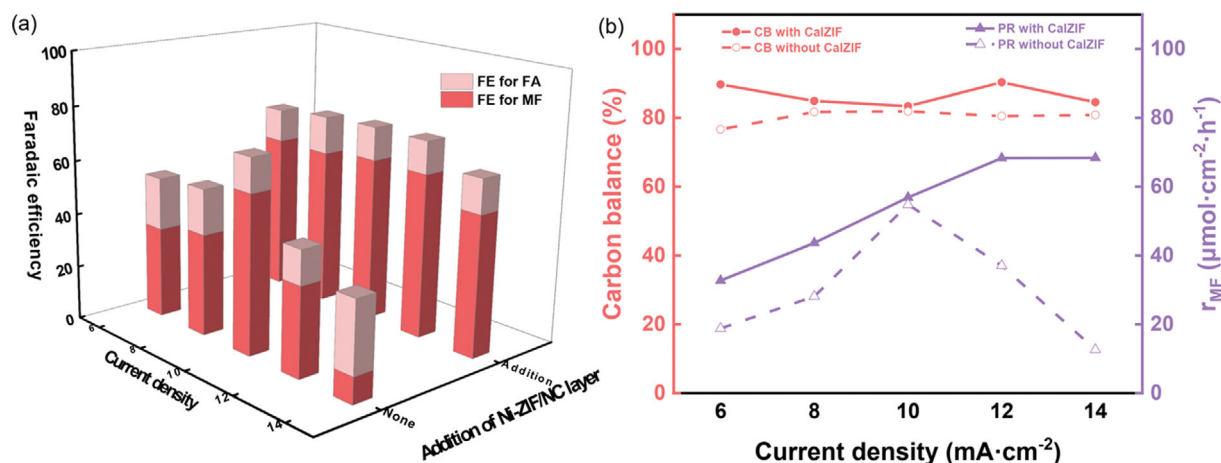 (a)
FE for FA
FE for MF
Faradaic efficiency
100
80
60
40
20
0
6
8
10
12
14
Current density
None
Addition
Addition of Ni-ZIF/NC layer
(b)
CB with CalZIF
CB without CalZIF
PR with CalZIF
PR without CalZIF
Carbon balance (%)
100
80
60
40
20
0
6
8
10
12
14
Current density (mA·cm⁻²)
100
80
60
40
20
0
r_MF (μmol·cm⁻²·h⁻¹)